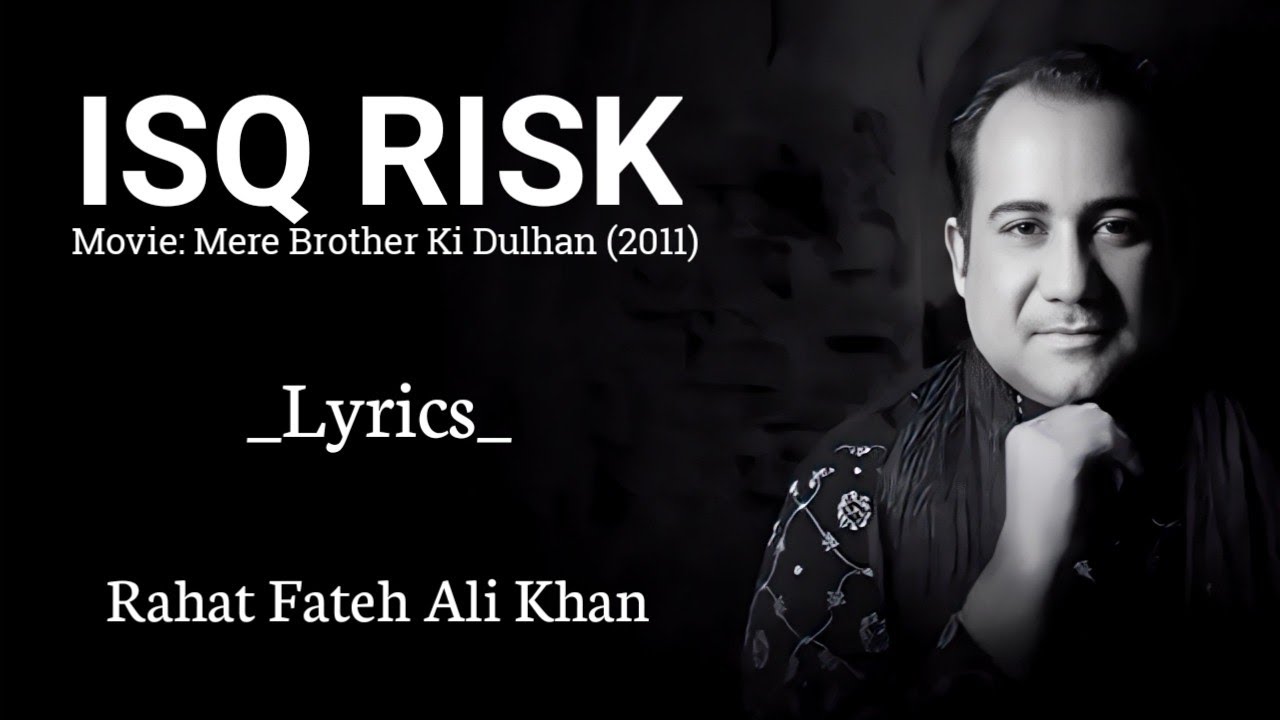 ISQ RISK
Movie: Mere Brother Ki Dulhan (2011)
_Lyrics_
Rahat Fateh Ali Khan